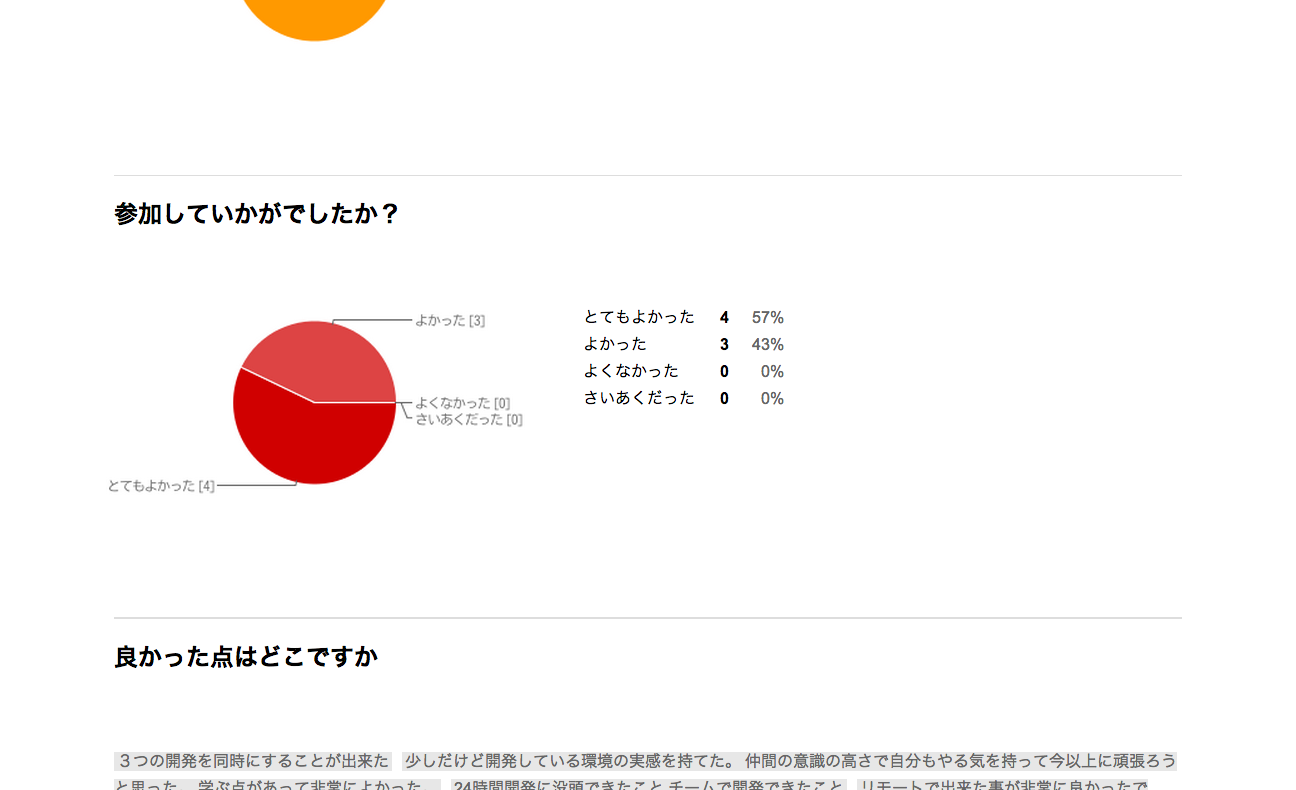 参加していかがでしたか？
よかった [3]
よくなかった [0]
さいあくだった [0]
とてもよかった [4]
とてもよかった 4 57%
よかった 3 43%
よくなかった 0 0%
さいあくだった 0 0%
良かった点はどこですか
３つの開発を同時にすることが出来た 少しだけど開発している環境の実感を持てた。 仲間の意識の高さで自分もやる気を持って今以上に頑張ろう
と思った。 学ぶ点があって非常によかった。 24時間開発に没頭できたこと チームで開発できたこと リモートで出来た事が非常に良かったで